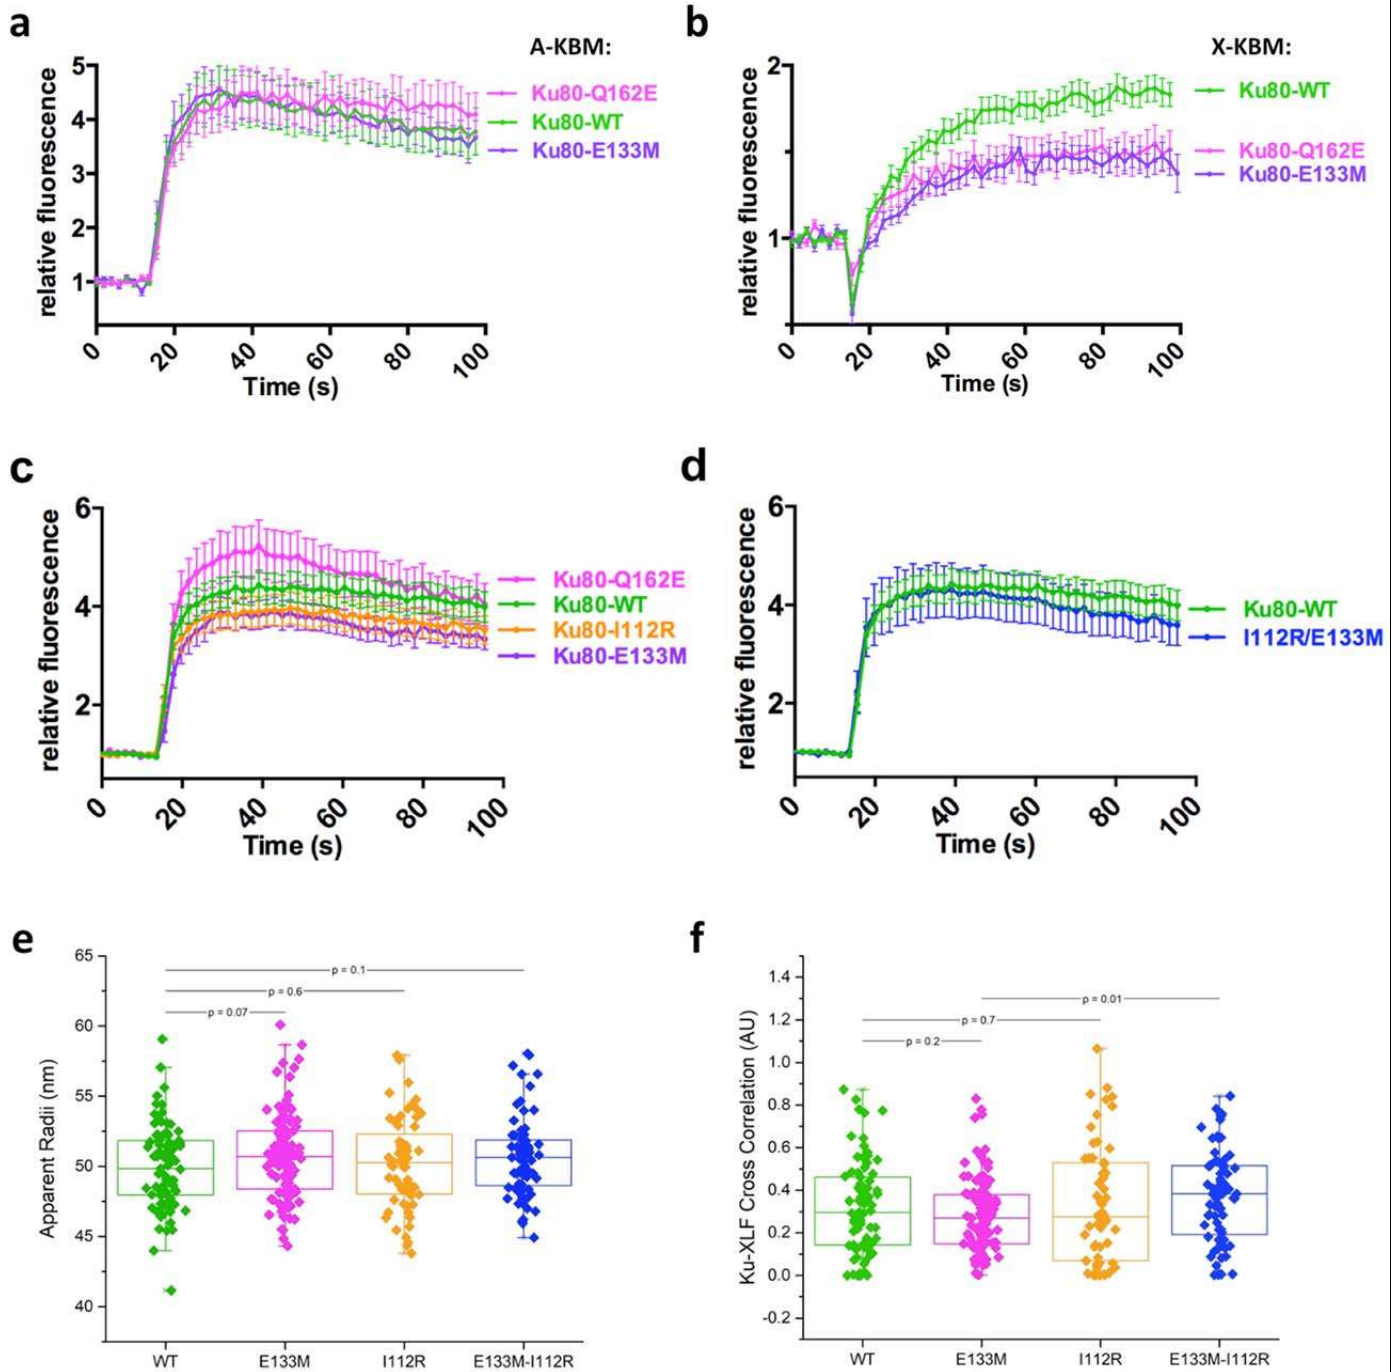 a
A-KBM:
relative fluorescence
5
4
3
2
1
Ku80-Q162E
Ku80-WT
Ku80-E133M
0
20
40
60
80
100
Time (s)
b
X-KBM:
relative fluorescence
2
1
Ku80-WT
Ku80-Q162E
Ku80-E133M
0
20
40
60
80
100
Time (s)
c
relative fluorescence
6
4
2
Ku80-Q162E
Ku80-WT
Ku80-I112R
Ku80-E133M
0
20
40
60
80
100
Time (s)
d
relative fluorescence
6
4
2
Ku80-WT
I112R/E133M
0
20
40
60
80
100
Time (s)
e
Apparent Radii (nm)
65
60
55
50
45
40
p = 0.1
p = 0.6
p = 0.07
WT
E133M
I112R
E133M-I112R
f
Ku-XLF Cross Correlation (AU)
1.4
1.2
1.0
0.8
0.6
0.4
0.2
0.0
-0.2
p = 0.01
p = 0.7
p = 0.2
WT
E133M
I112R
E133M-I112R